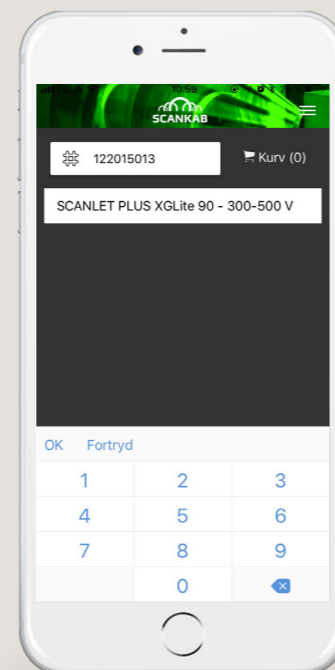 10:59
SCANKAB
122015013
Kurv (0)
SCANLET PLUS XGLite 90 - 300-500 V
OK Fortryd
1 2 3
4 5 6
7 8 9
0